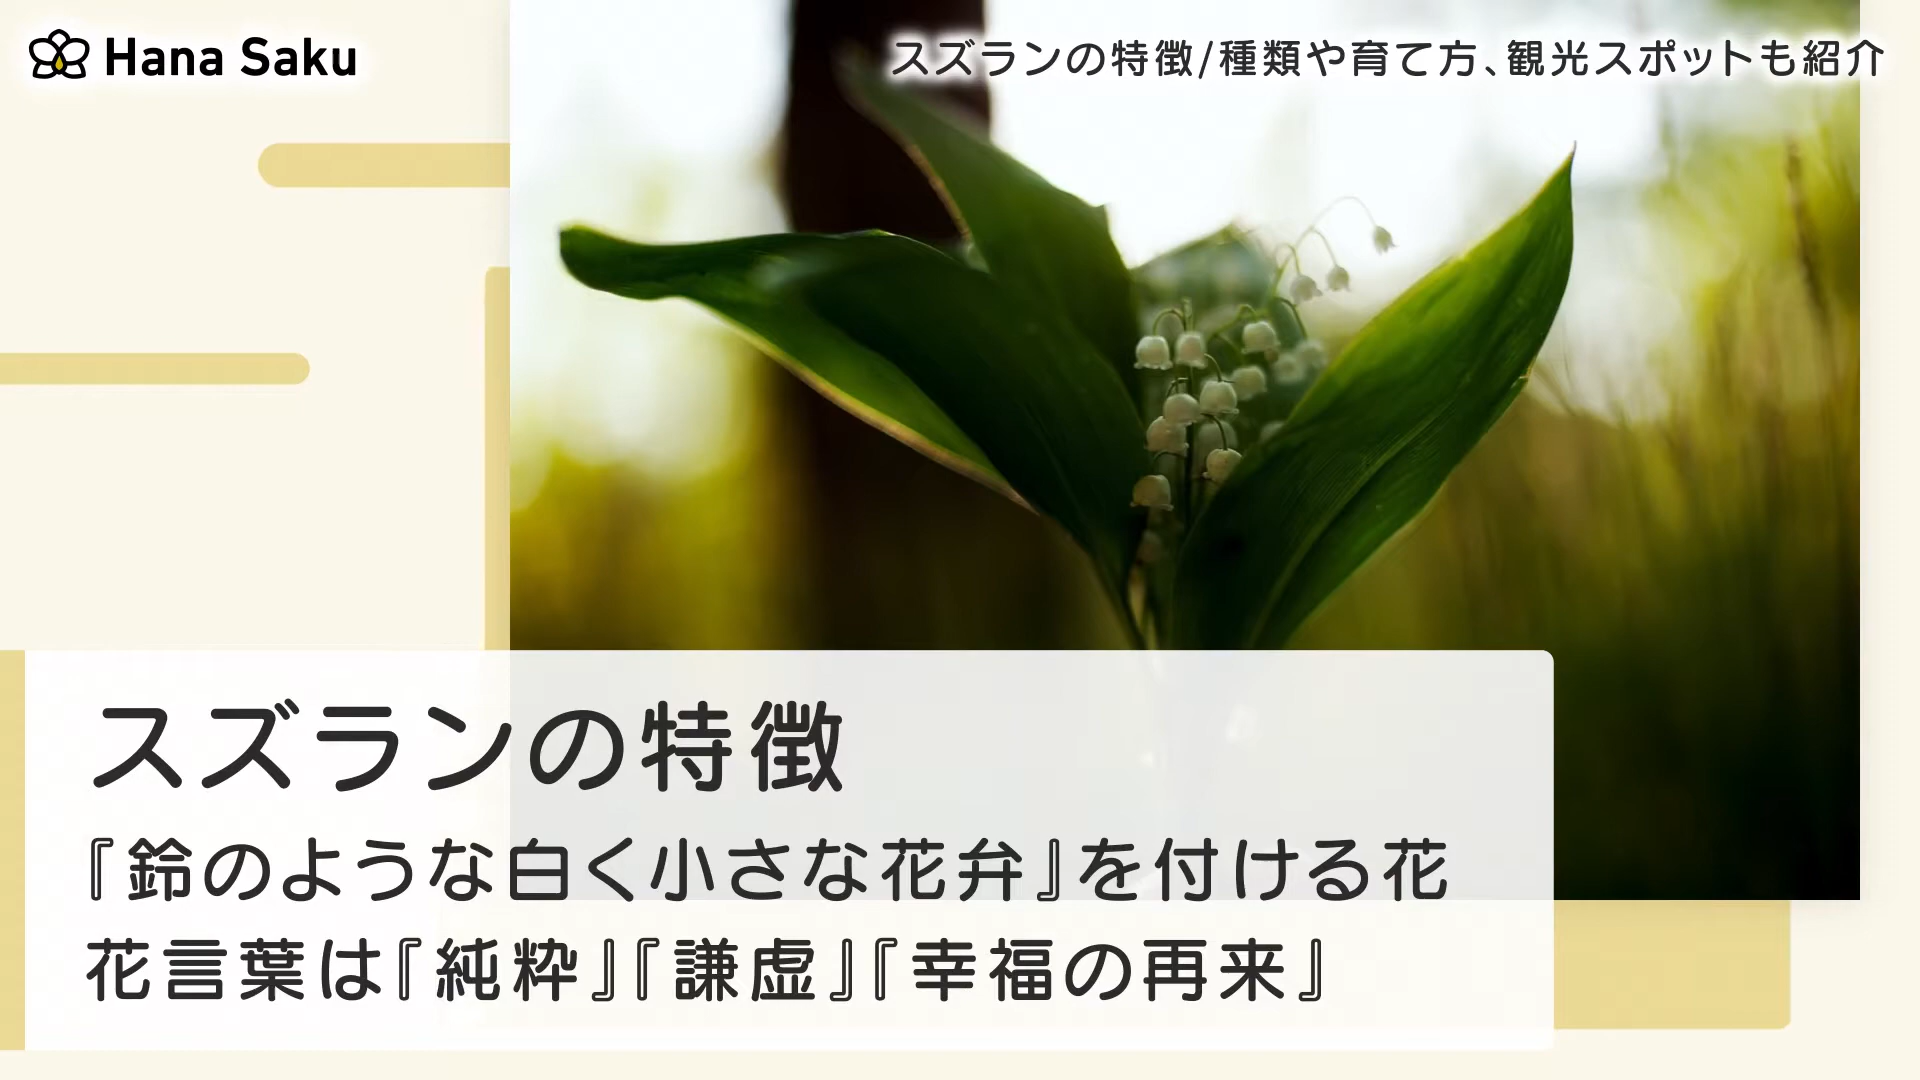 Hana Saku
スズランの特徴/種類や育て方、観光スポットも紹介
スズランの特徴
『鈴のような白く小さな花弁』を付ける花
花言葉は『純粋』『謙虚』『幸福の再来』